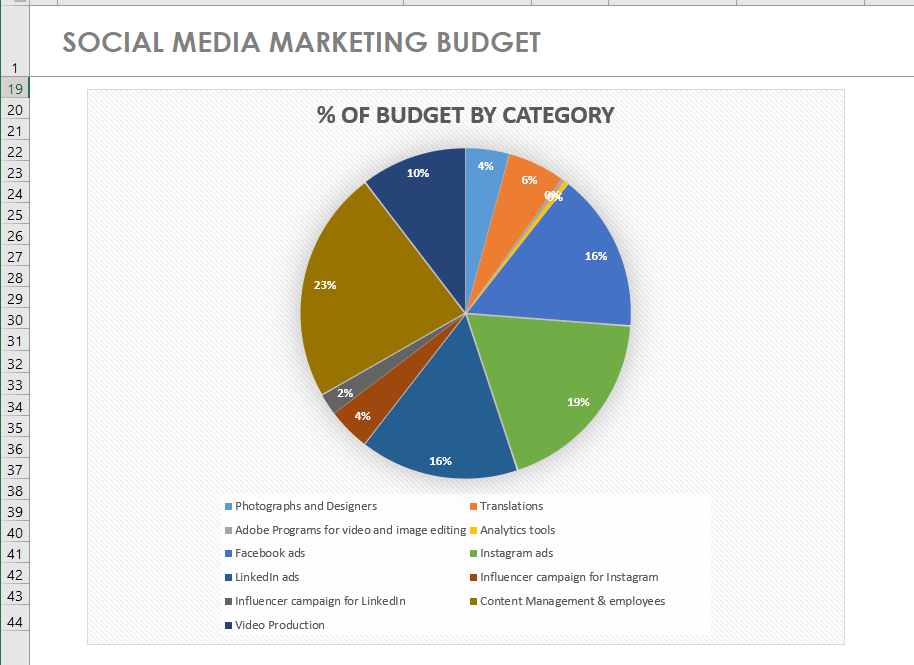 SOCIAL MEDIA MARKETING BUDGET
1
19
20
21
22
23
24
25
26
27
28
29
30
31
32
33
34
35
36
37
38
39
40
41
42
43
44
% OF BUDGET BY CATEGORY
4%
6%
0%
0%
16%
19%
16%
4%
2%
23%
10%
Photographs and Designers
Translations
Adobe Programs for video and image editing
Analytics tools
Facebook ads
Instagram ads
LinkedIn ads
Influencer campaign for Instagram
Influencer campaign for LinkedIn
Content Management & employees
Video Production